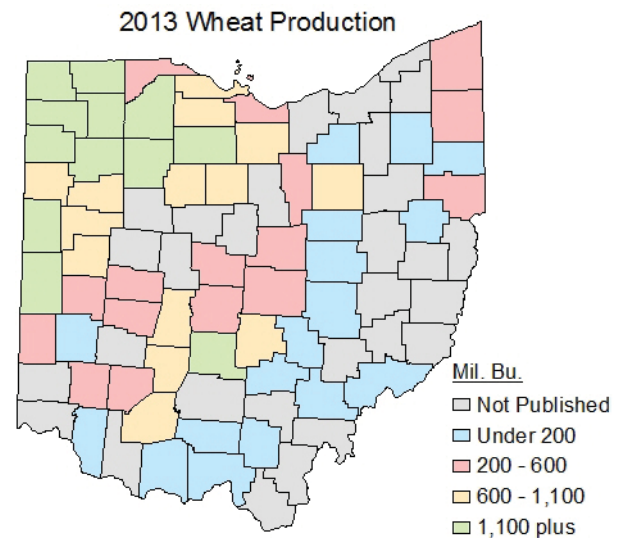 2013 Wheat Production
Mil. Bu.
Not Published
Under 200
200 - 600
600 - 1,100
1,100 plus